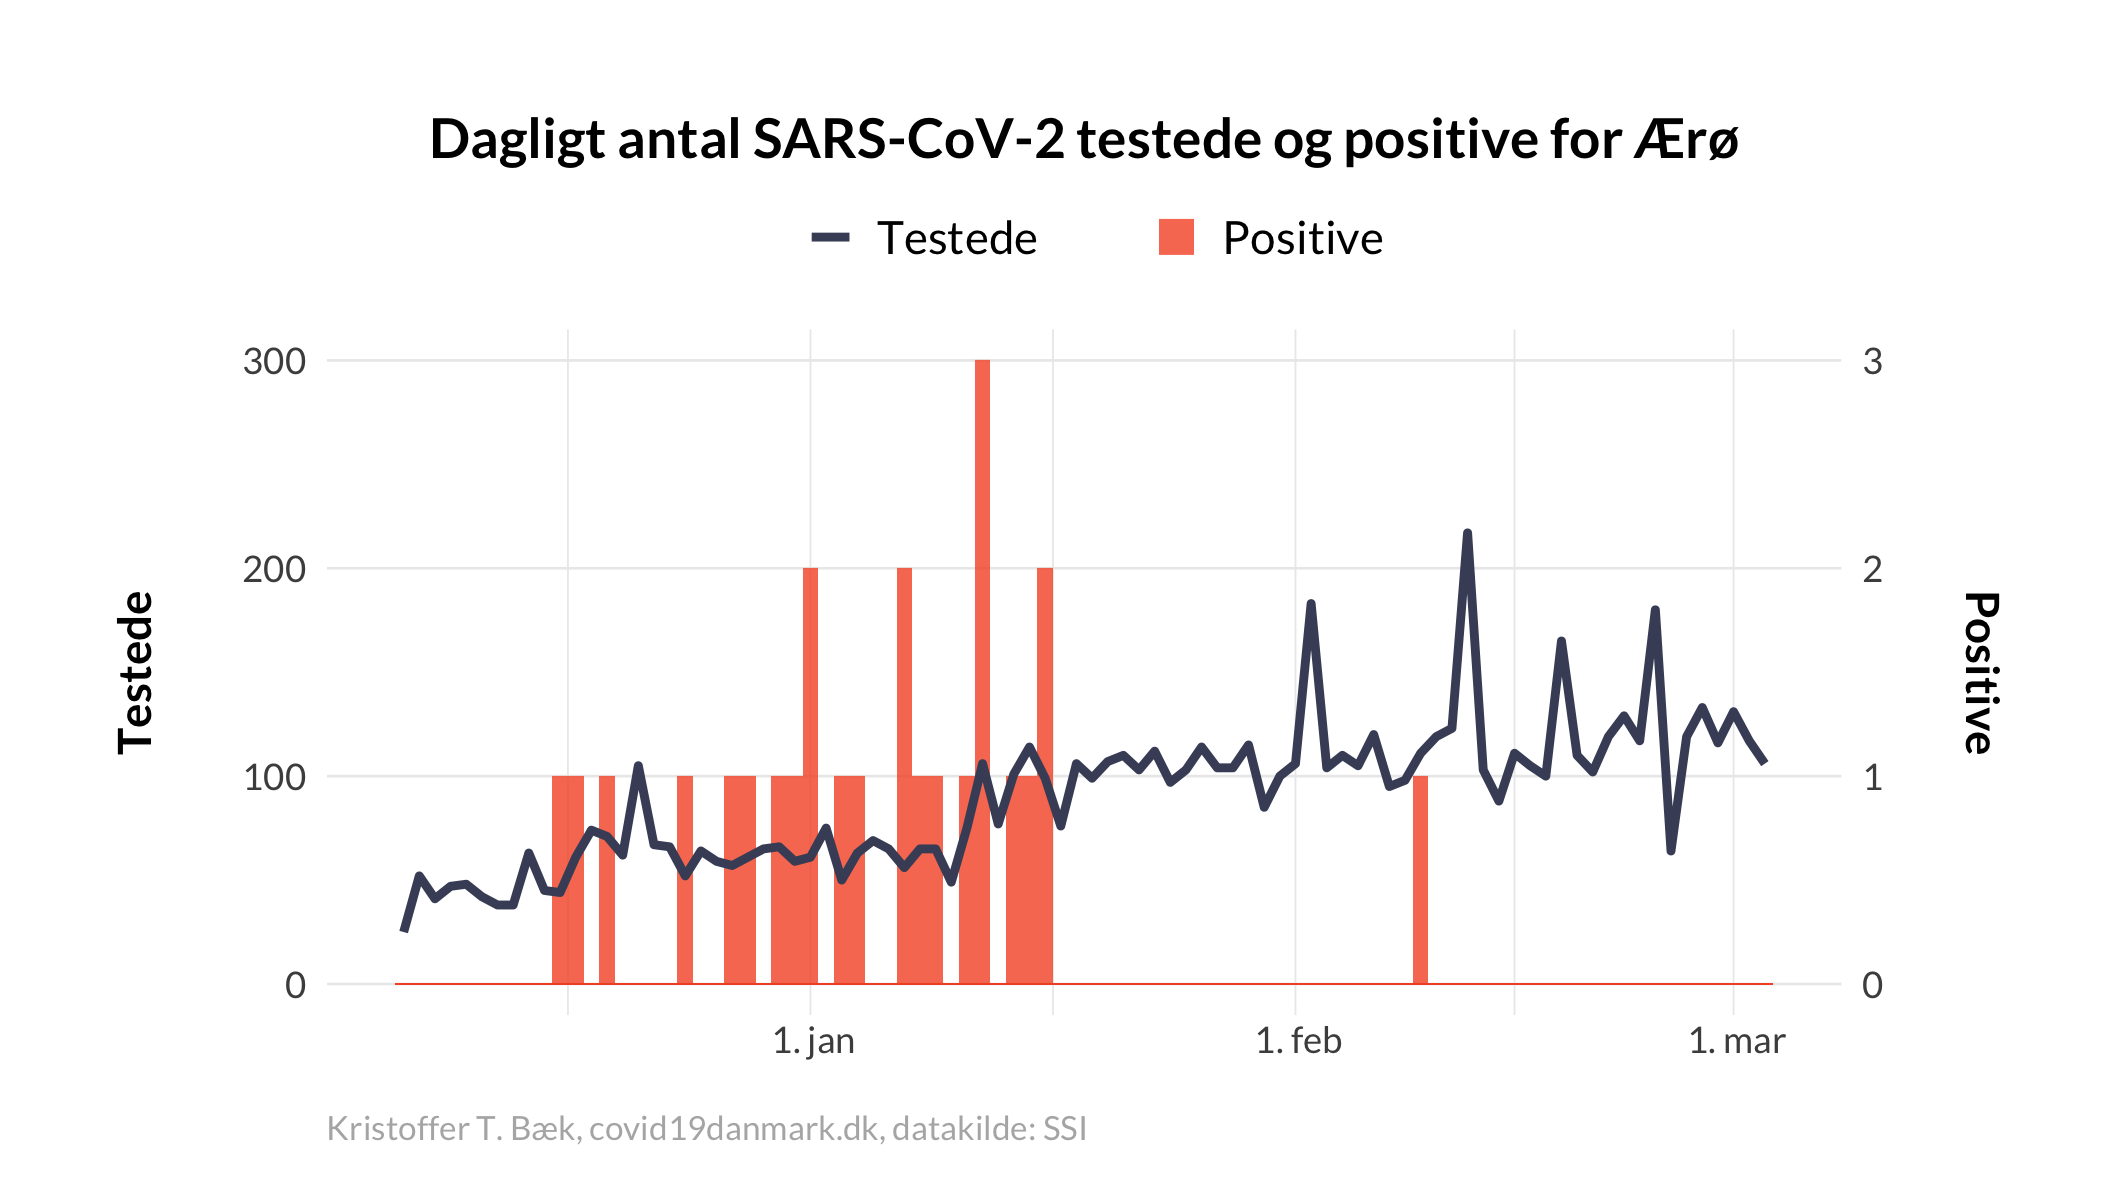 Dagligt antal SARS-CoV-2 testede og positive for Ærø
Testede
Positive
300
200
100
0
3
2
1
0
Testede
Positive
1. jan
1. feb
1. mar
Kristoffer T. Bæk, covid19danmark.dk, datakilde: SSI